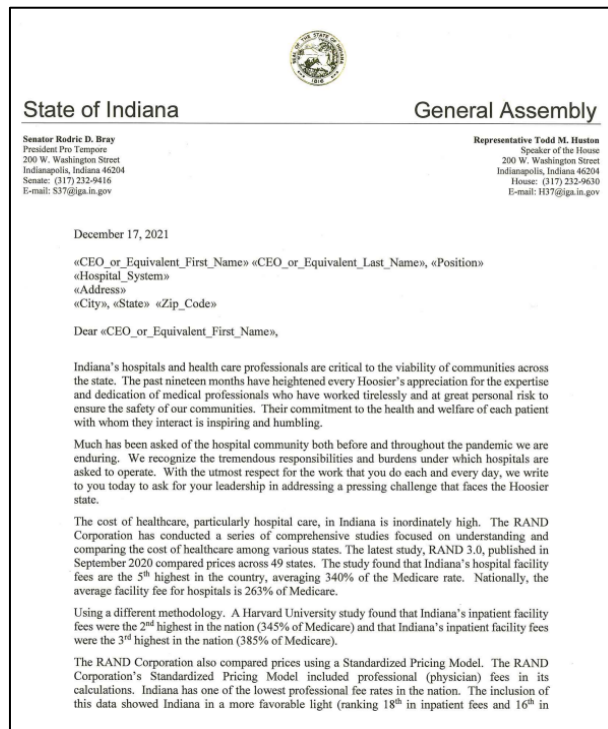 SEAL OF THE STATE OF INDIANA
1816
State of Indiana
General Assembly
Senator Rodric D. Bray
President Pro Tempore
200 W. Washington Street
Indianapolis, Indiana 46204
Senate: (317) 232-9416
E-mail: S37@iga.in.gov
Representative Todd M. Huston
Speaker of the House
200 W. Washington Street
Indianapolis, Indiana 46204
House: (317) 232-9630
E-mail: H37@iga.in.gov
December 17, 2021
«CEO_or_Equivalent_First_Name» «CEO_or_Equivalent_Last_Name», «Position»
«Hospital_System»
«Address»
«City», «State» «Zip_Code»
Dear «CEO_or_Equivalent_First_Name»,
Indiana's hospitals and health care professionals are critical to the viability of communities across
the state. The past nineteen months have heightened every Hoosier's appreciation for the expertise
and dedication of medical professionals who have worked tirelessly and at great personal risk to
ensure the safety of our communities. Their commitment to the health and welfare of each patient
with whom they interact is inspiring and humbling.
Much has been asked of the hospital community both before and throughout the pandemic we are
enduring. We recognize the tremendous responsibilities and burdens under which hospitals are
asked to operate. With the utmost respect for the work that you do each and every day, we write
to you today to ask for your leadership in addressing a pressing challenge that faces the Hoosier
state.
The cost of healthcare, particularly hospital care, in Indiana is inordinately high. The RAND
Corporation has conducted a series of comprehensive studies focused on understanding and
comparing the cost of healthcare among various states. The latest study, RAND 3.0, published in
September 2020 compared prices across 49 states. The study found that Indiana's hospital facility
fees are the 5th highest in the country, averaging 340% of the Medicare rate. Nationally, the
average facility fee for hospitals is 263% of Medicare.
Using a different methodology. A Harvard University study found that Indiana's inpatient facility
fees were the 2nd highest in the nation (345% of Medicare) and that Indiana's inpatient facility fees
were the 3rd highest in the nation (385% of Medicare).
The RAND Corporation also compared prices using a Standardized Pricing Model. The RAND
Corporation's Standardized Pricing Model included professional (physician) fees in its
calculations. Indiana has one of the lowest professional fee rates in the nation. The inclusion of
this data showed Indiana in a more favorable light (ranking 18th in inpatient fees and 16th in